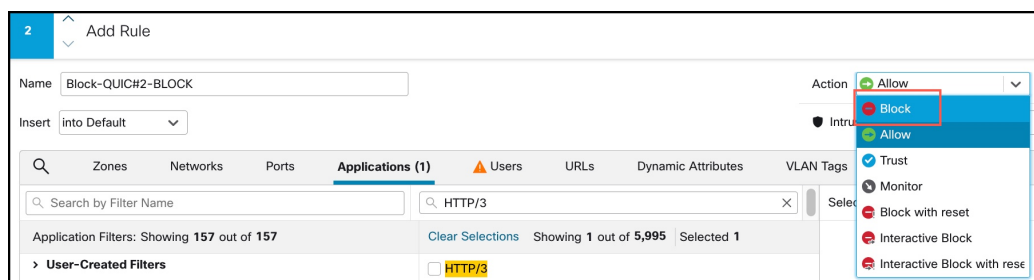 2 Add Rule
Name Block-QUIC#2-BLOCK Action Allow
Block
Insert into Default Intru
Allow
Zones Networks Ports Applications (1) Users URLs Dynamic Attributes VLAN Tags
Trust
Monitor
Search by Filter Name HTTP/3 Selec
Block with reset
Application Filters: Showing 157 out of 157 Clear Selections Showing 1 out of 5,995 Selected 1
Interactive Block
> User-Created Filters HTTP/3 Interactive Block with rese